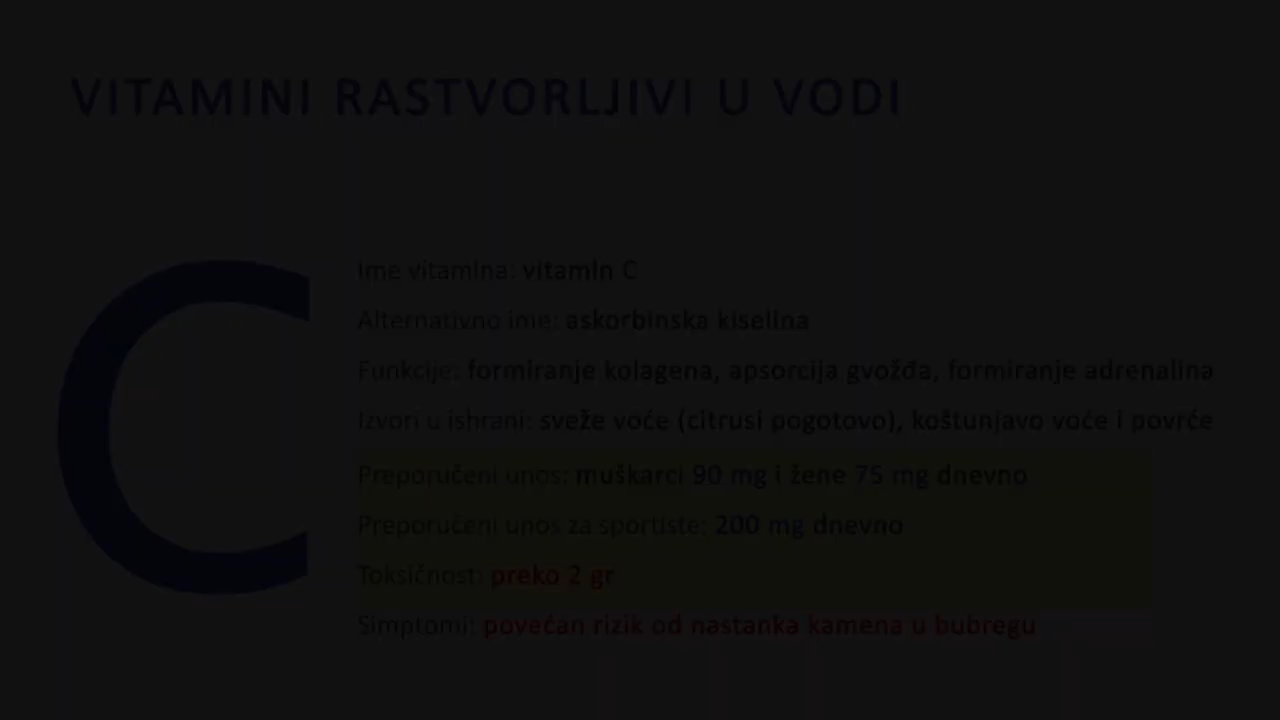 VITAMINI RASTVORLJIVI U VODI
C
Ime vitamina: vitamin C
Alternativno ime: askorbinska kiselina
Funkcije: formiranje kolagena, apsorcija gvožđa, formiranje adrenalina
Izvori u ishrani: sveže voće (citrusi pogotovo), koštunjavo voće i povrće
Preporučeni unos: muškarci 90 mg i žene 75 mg dnevno
Preporučeni unos za sportiste: 200 mg dnevno
Toksičnost: preko 2 gr
Simptomi: povećan rizik od nastanka kamena u bubregu